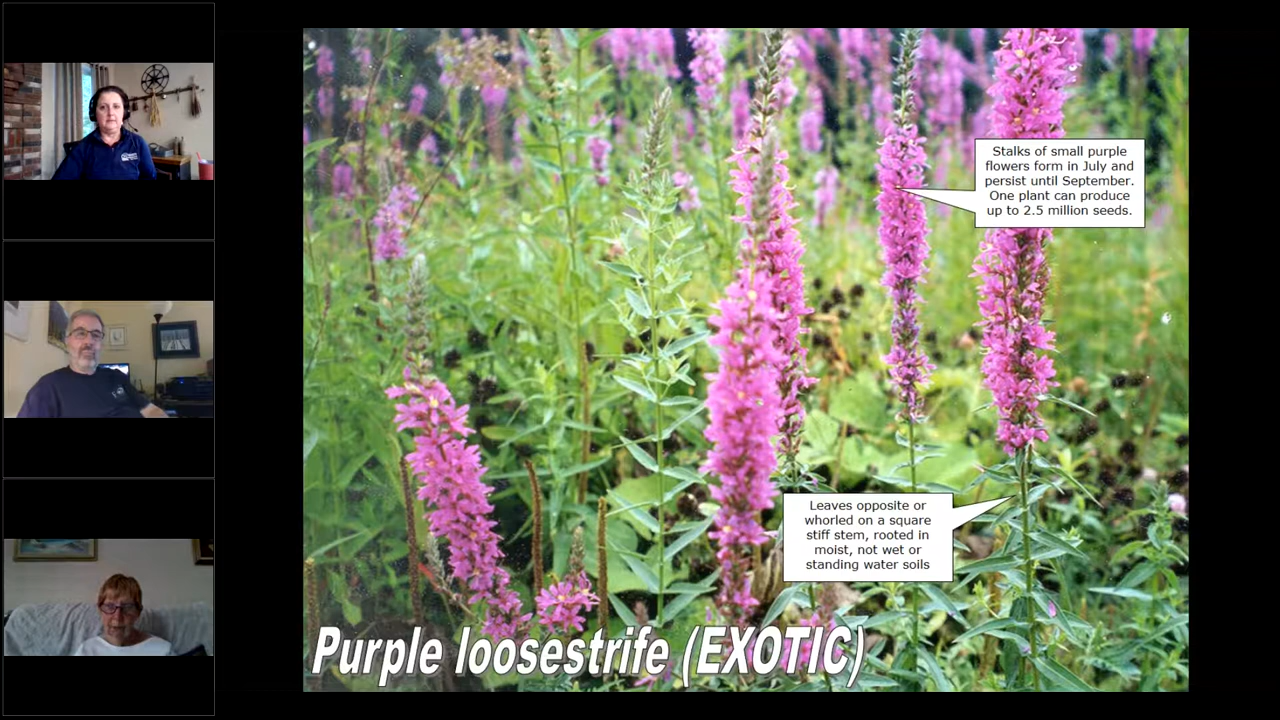 Stalks of small purple
flowers form in July and
persist until September.
One plant can produce
up to 2.5 million seeds.
Leaves opposite or
whorled on a square
stiff stem, rooted in
moist, not wet or
standing water soils
Purple loosestrife (EXOTIC)